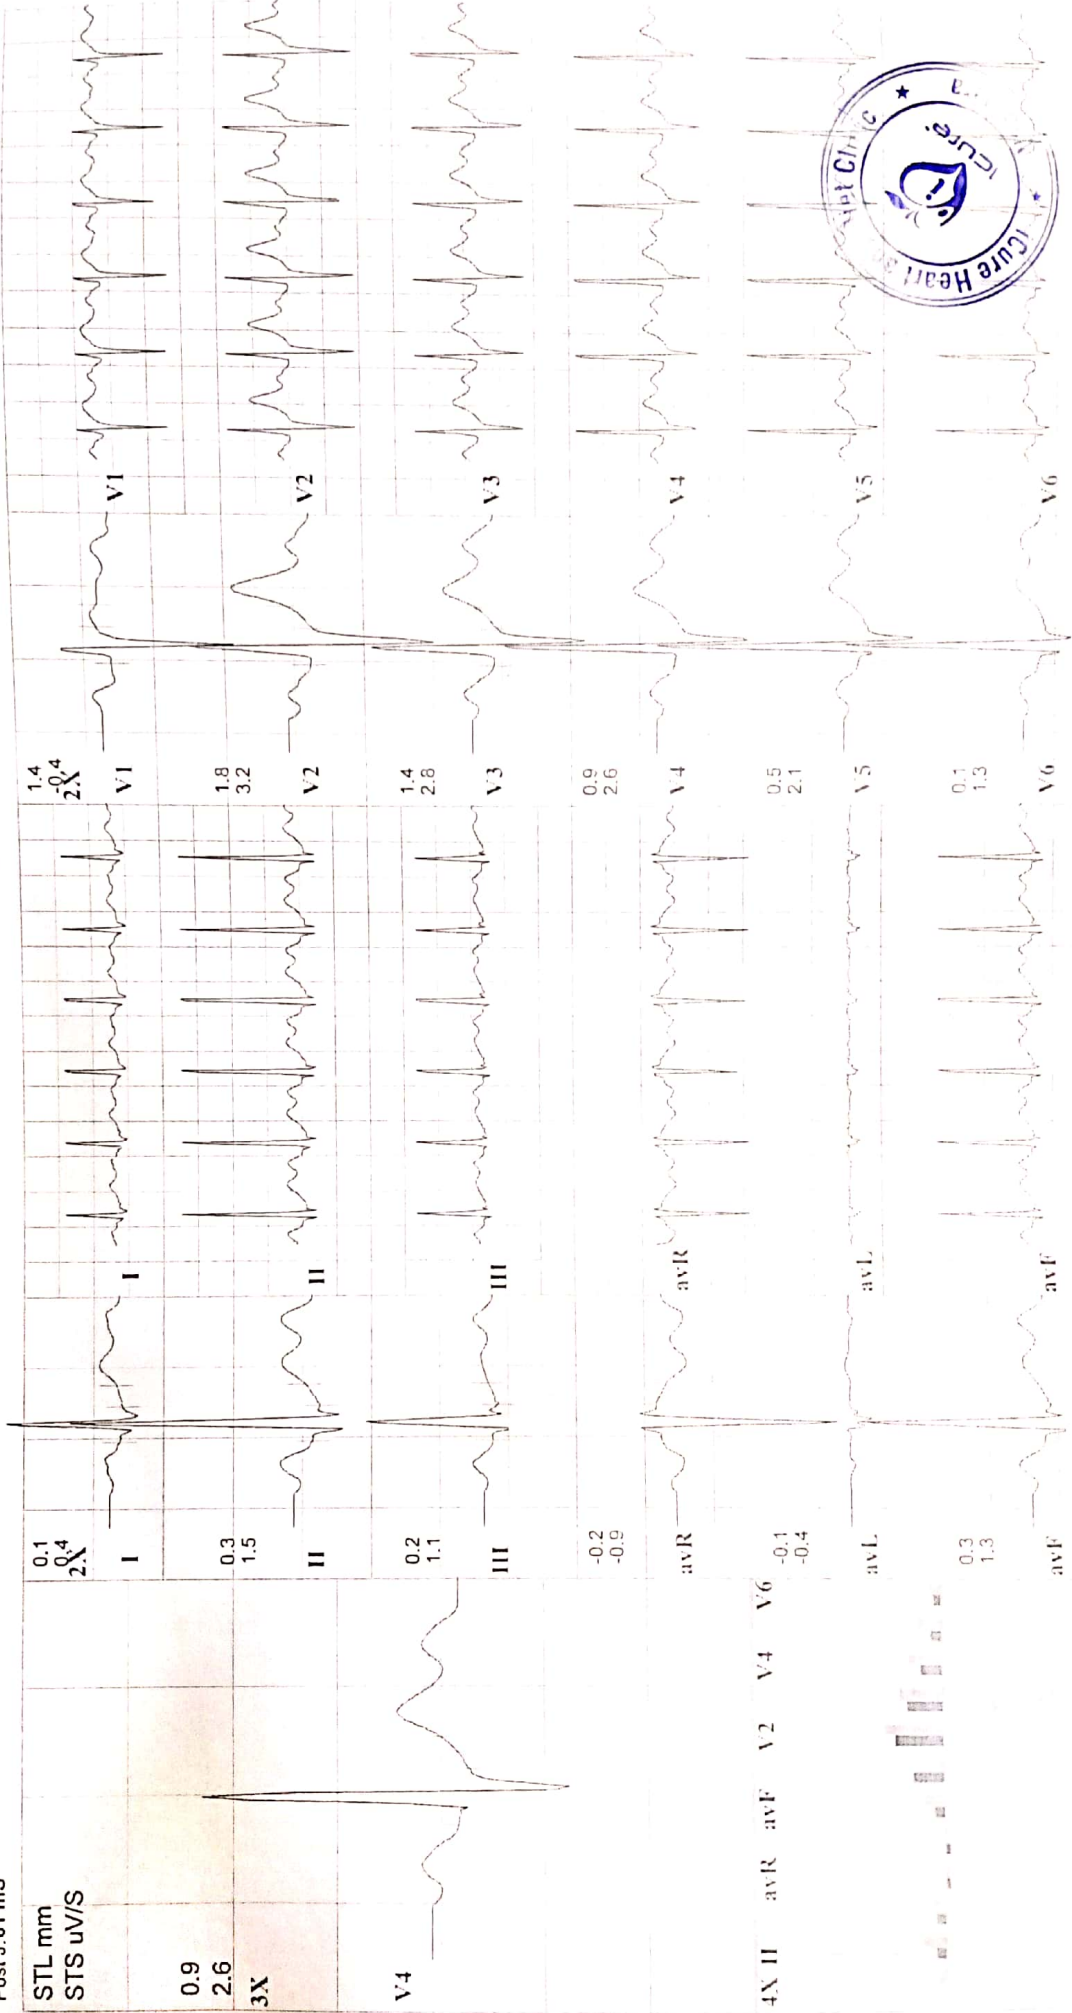 STL mm
STS uV/S
0.9
2.6
3X
V4
4X II avR avF V2 V4 V6
0.1
0.4
2X
I
0.3
1.5
II
0.2
1.1
III
-0.2
-0.9
avR
-0.1
-0.4
avL
0.3
1.3
avF
I
II
III
avR
avL
avF
1.4
-0.4
2X
V1
1.8
3.2
V2
1.4
2.8
V3
0.9
2.6
V4
0.5
2.1
V5
0.1
1.3
V6
V1
V2
V3
V4
V5
V6
iCure Heart
Clinic
iCure